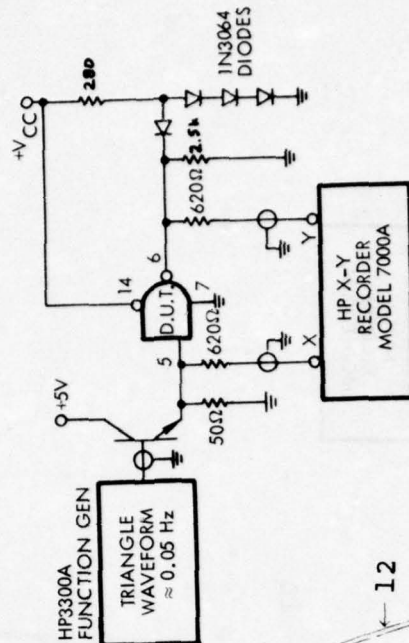 HP3300A
FUNCTION GEN
TRIANGLE
WAVEFORM
≈ 0.05 Hz
+5V
50Ω
5
620Ω
X
D.U.T.
14
7
6
+VCC
280
620Ω
2.5k
1N3064
DIODES
Y
HP X-Y
RECORDER
MODEL 7000A
12